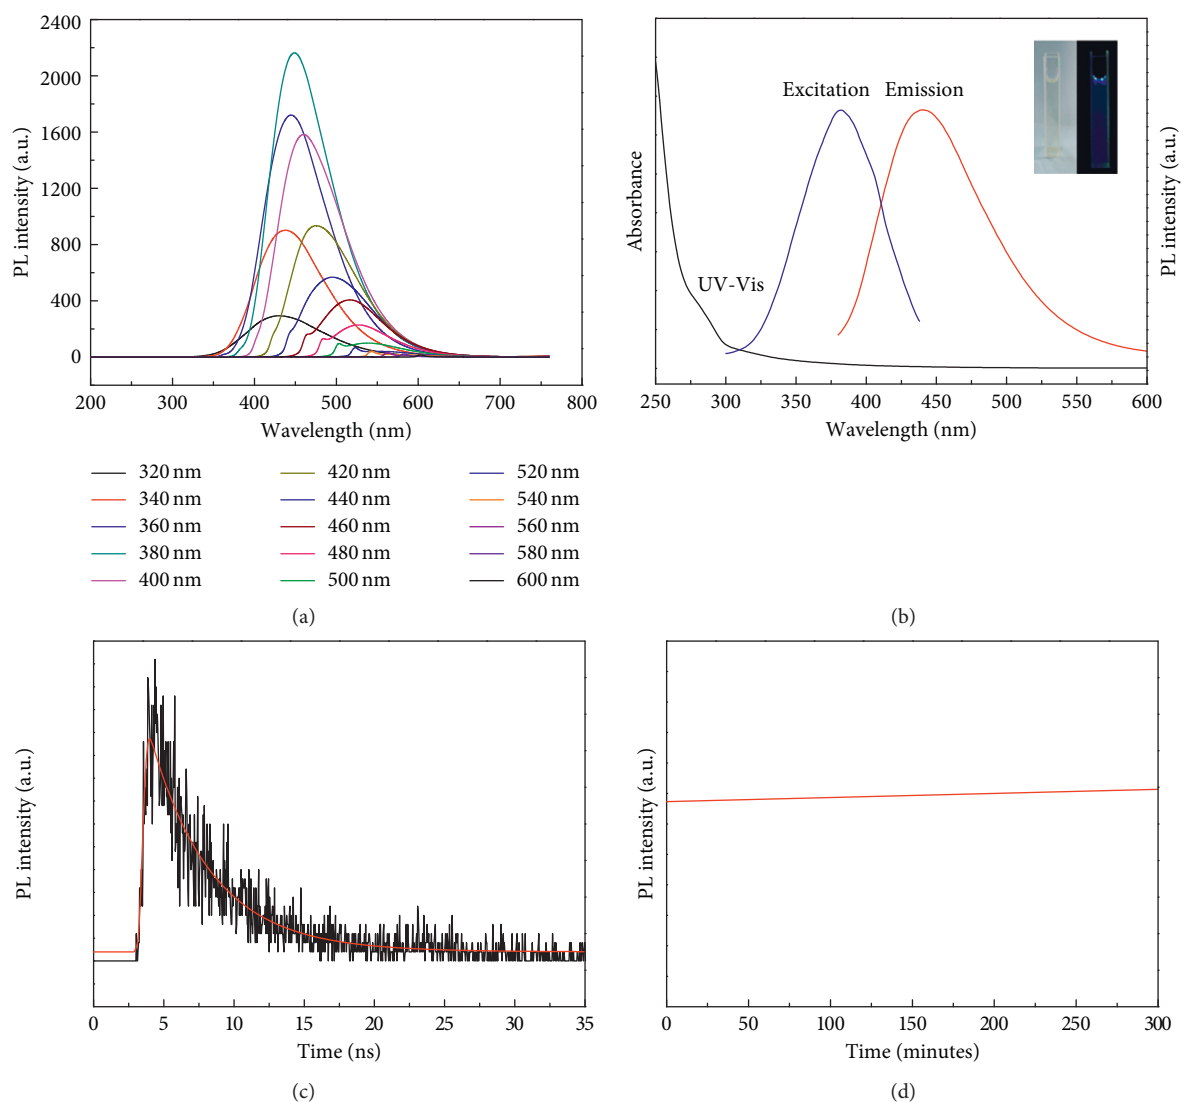 2400
2000
1600
1200
800
400
0
PL intensity (a.u.)
200 300 400 500 600 700 800
Wavelength (nm)
320 nm 420 nm 520 nm
340 nm 440 nm 540 nm
360 nm 460 nm 560 nm
380 nm 480 nm 580 nm
400 nm 500 nm 600 nm
(a)
Excitation Emission
UV-Vis
Absorbance
PL intensity (a.u.)
250 300 350 400 450 500 550 600
Wavelength (nm)
(b)
PL intensity (a.u.)
0 5 10 15 20 25 30 35
Time (ns)
(c)
PL intensity (a.u.)
0 50 100 150 200 250 300
Time (minutes)
(d)